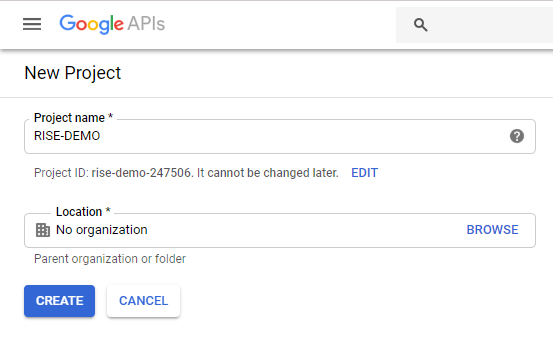 Google APIs
New Project
Project name *
RISE-DEMO
Project ID: rise-demo-247506. It cannot be changed later. EDIT
Location *
No organization BROWSE
Parent organization or folder
CREATE CANCEL